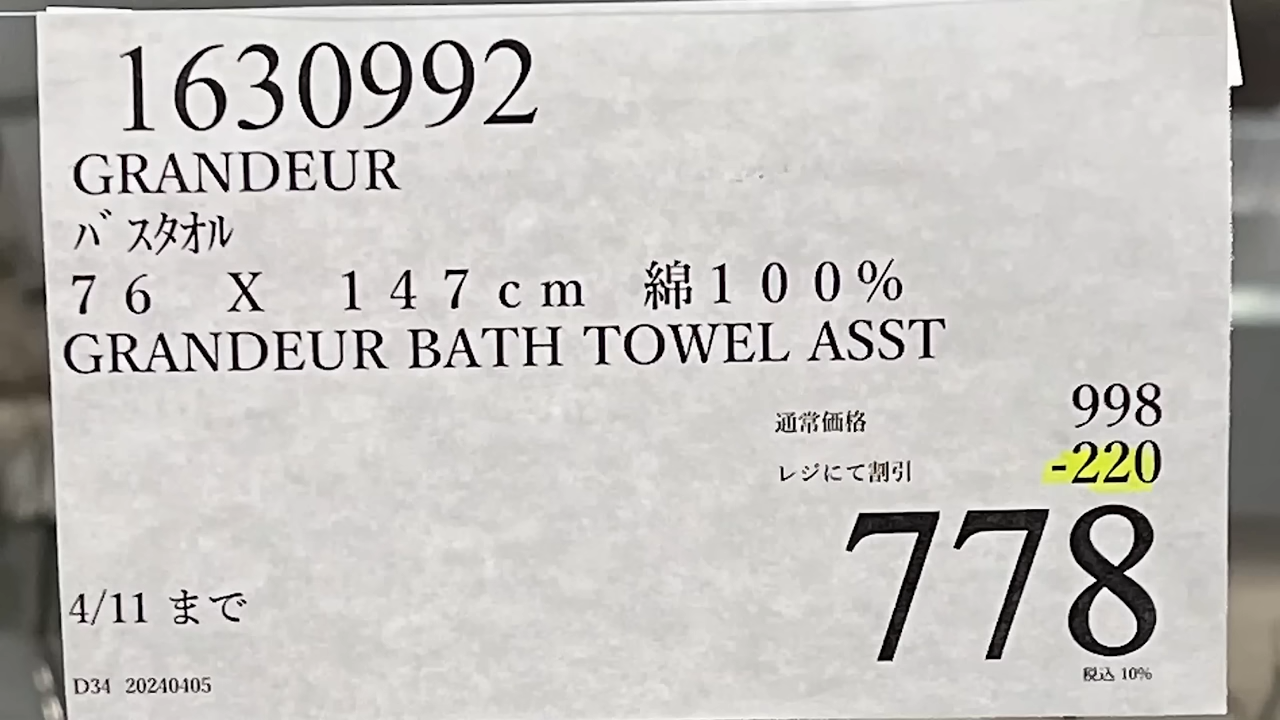 1630992
GRANDEUR
バスタオル
76 X 147cm 綿100%
GRANDEUR BATH TOWEL ASST
通常価格 998
レジにて割引 -220
778
税込 10%
4/11 まで
D34 20240405